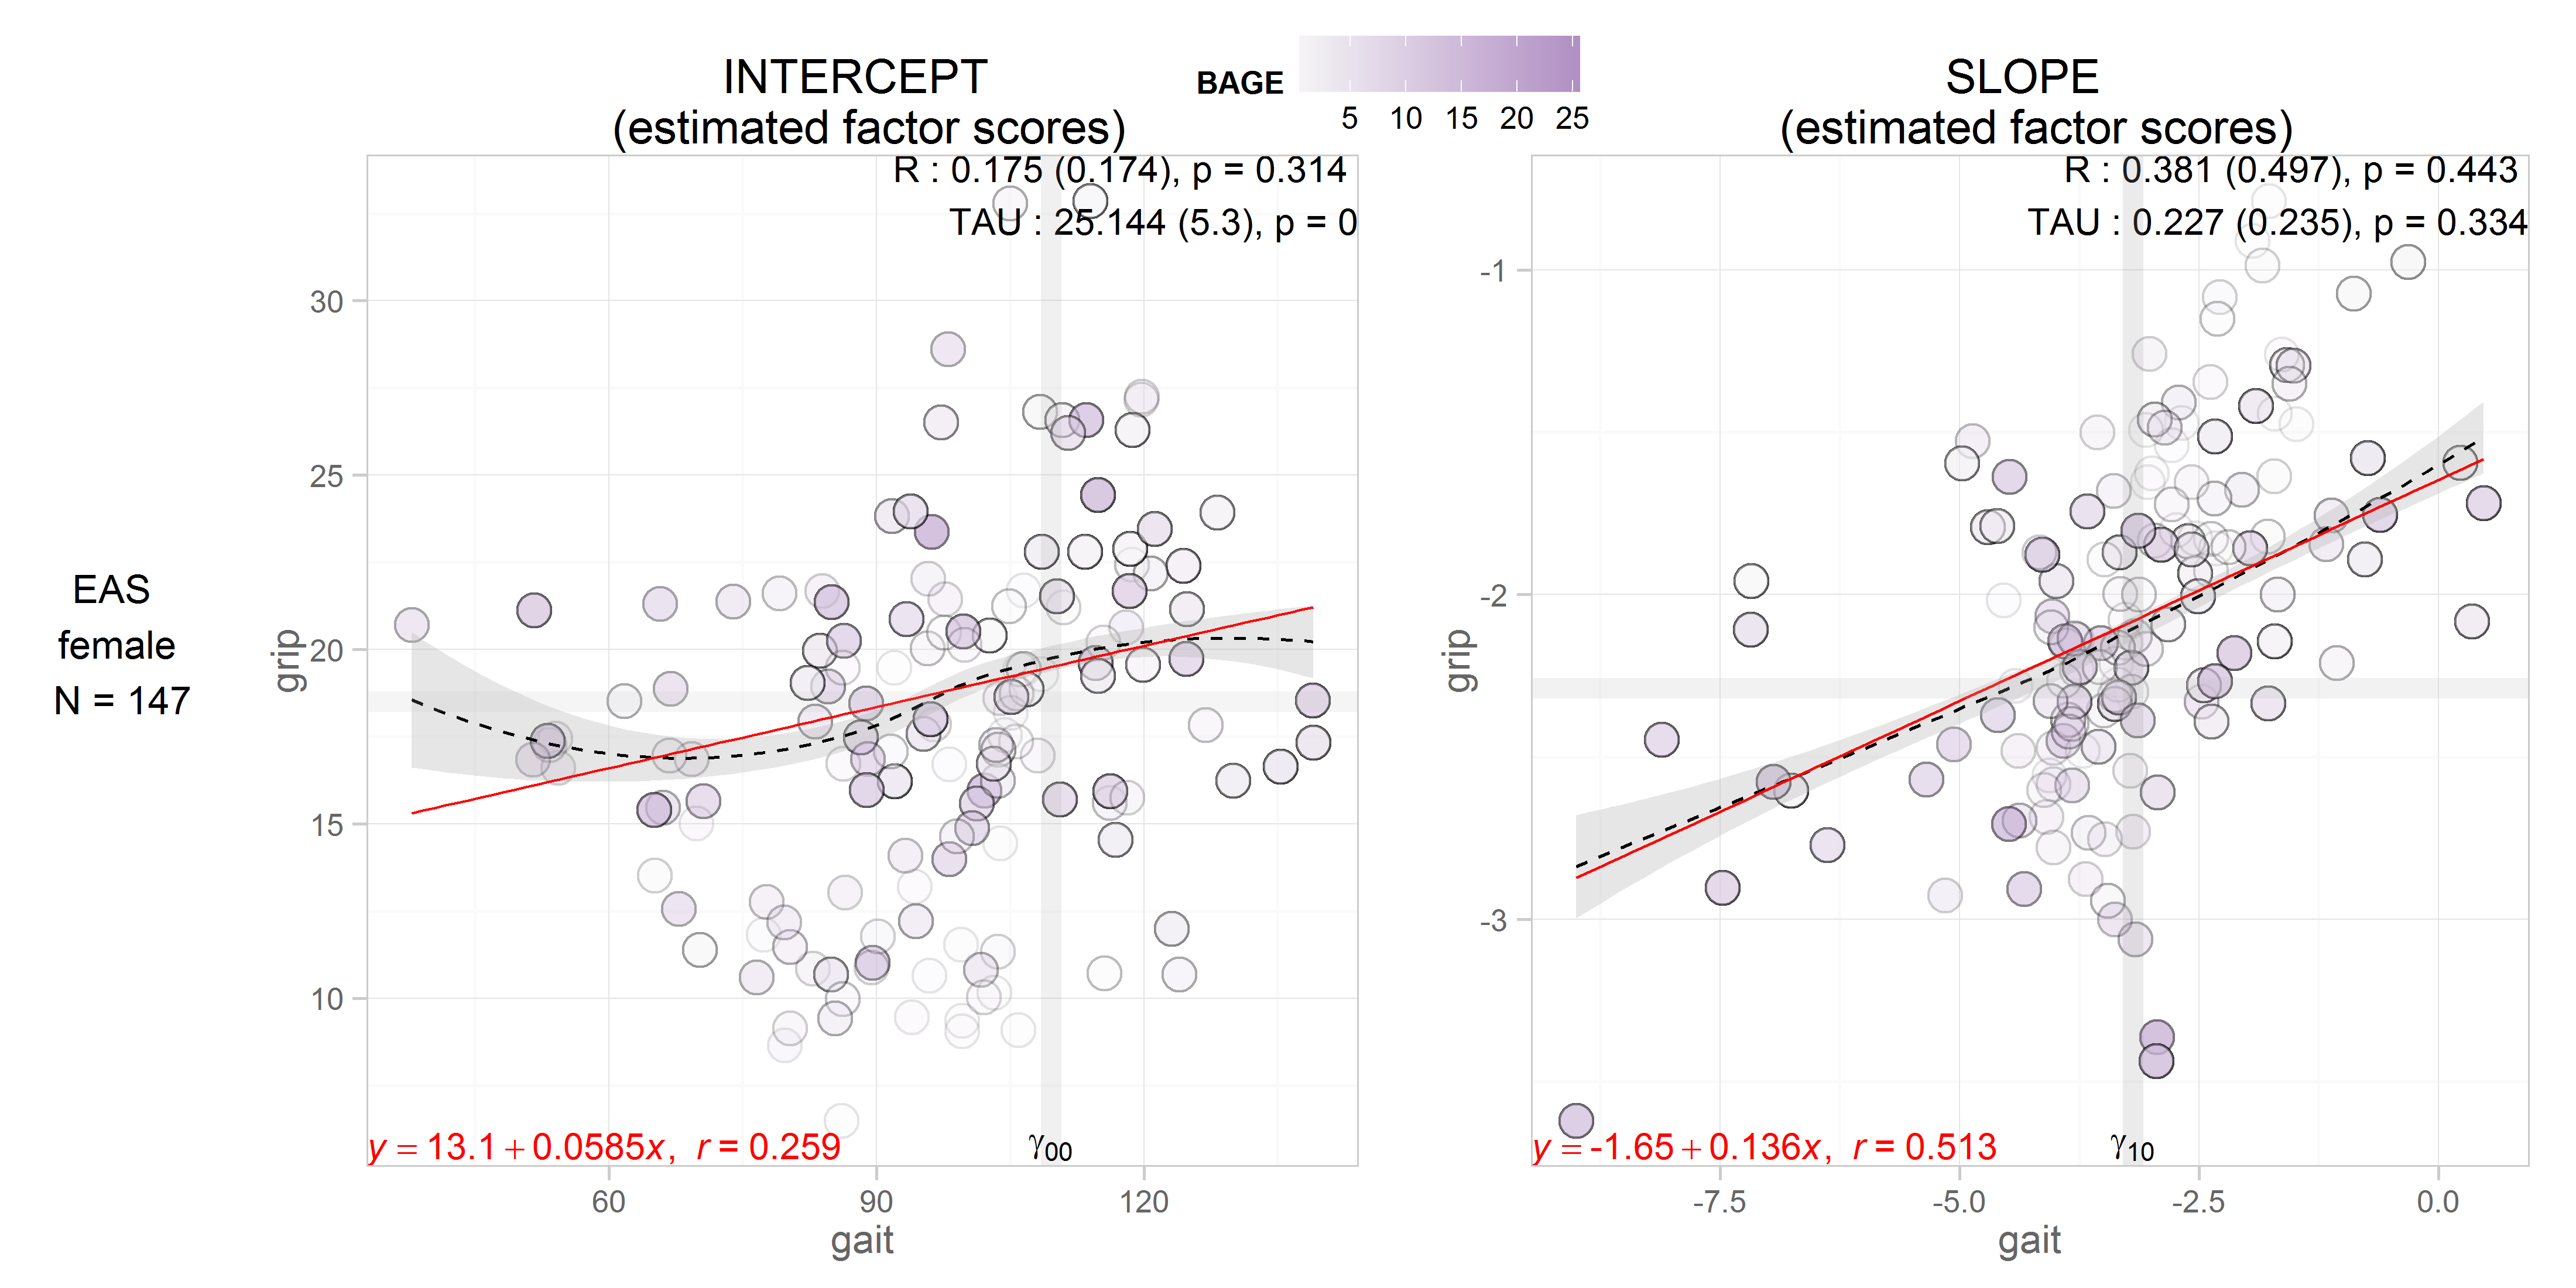 INTERCEPT
(estimated factor scores)
BAGE
5 10 15 20 25
SLOPE
(estimated factor scores)
R : 0.175 (0.174), p = 0.314
TAU : 25.144 (5.3), p = 0
R : 0.381 (0.497), p = 0.443
TAU : 0.227 (0.235), p = 0.334
EAS
female
N = 147
grip
30
25
20
15
10
y = 13.1 + 0.0585x, r = 0.259
γ00
60 90 120
gait
grip
-1
-2
-3
y = -1.65 + 0.136x, r = 0.513
γ10
-7.5 -5.0 -2.5 0.0
gait